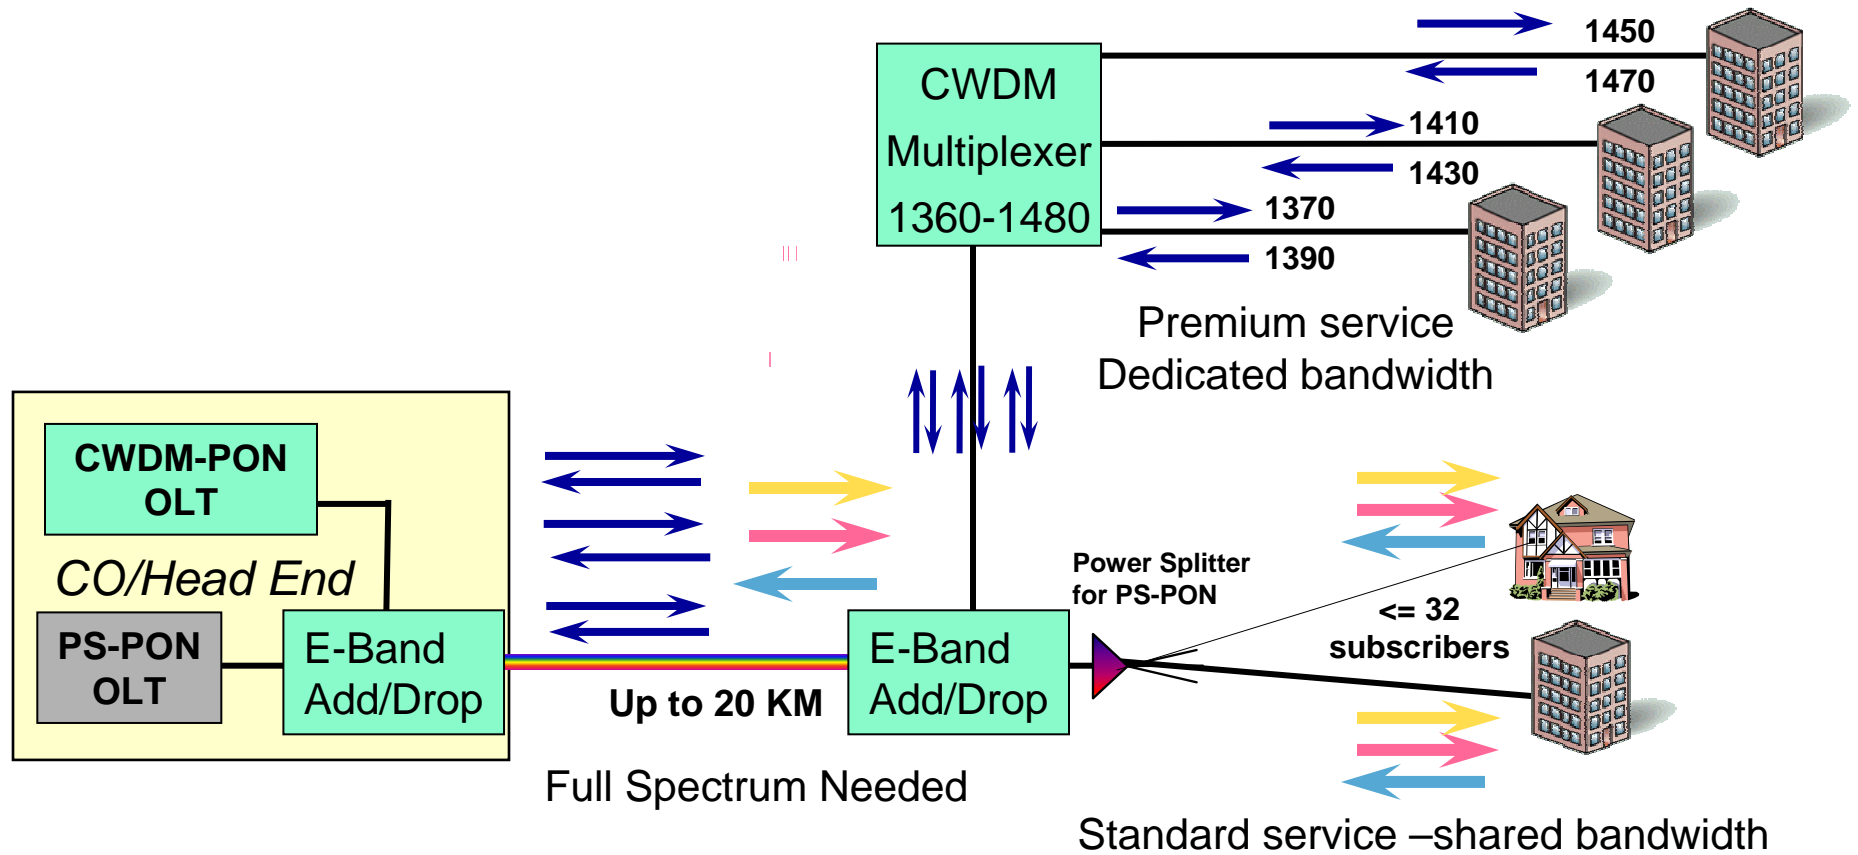 CWDM
Multiplexer
1360-1480
1450
1470
1410
1430
1370
1390
Premium service
Dedicated bandwidth
CWDM-PON
OLT
CO/Head End
PS-PON
OLT
E-Band
Add/Drop
Up to 20 KM
Full Spectrum Needed
E-Band
Add/Drop
Power Splitter
for PS-PON
<= 32
subscribers
Standard service –shared bandwidth